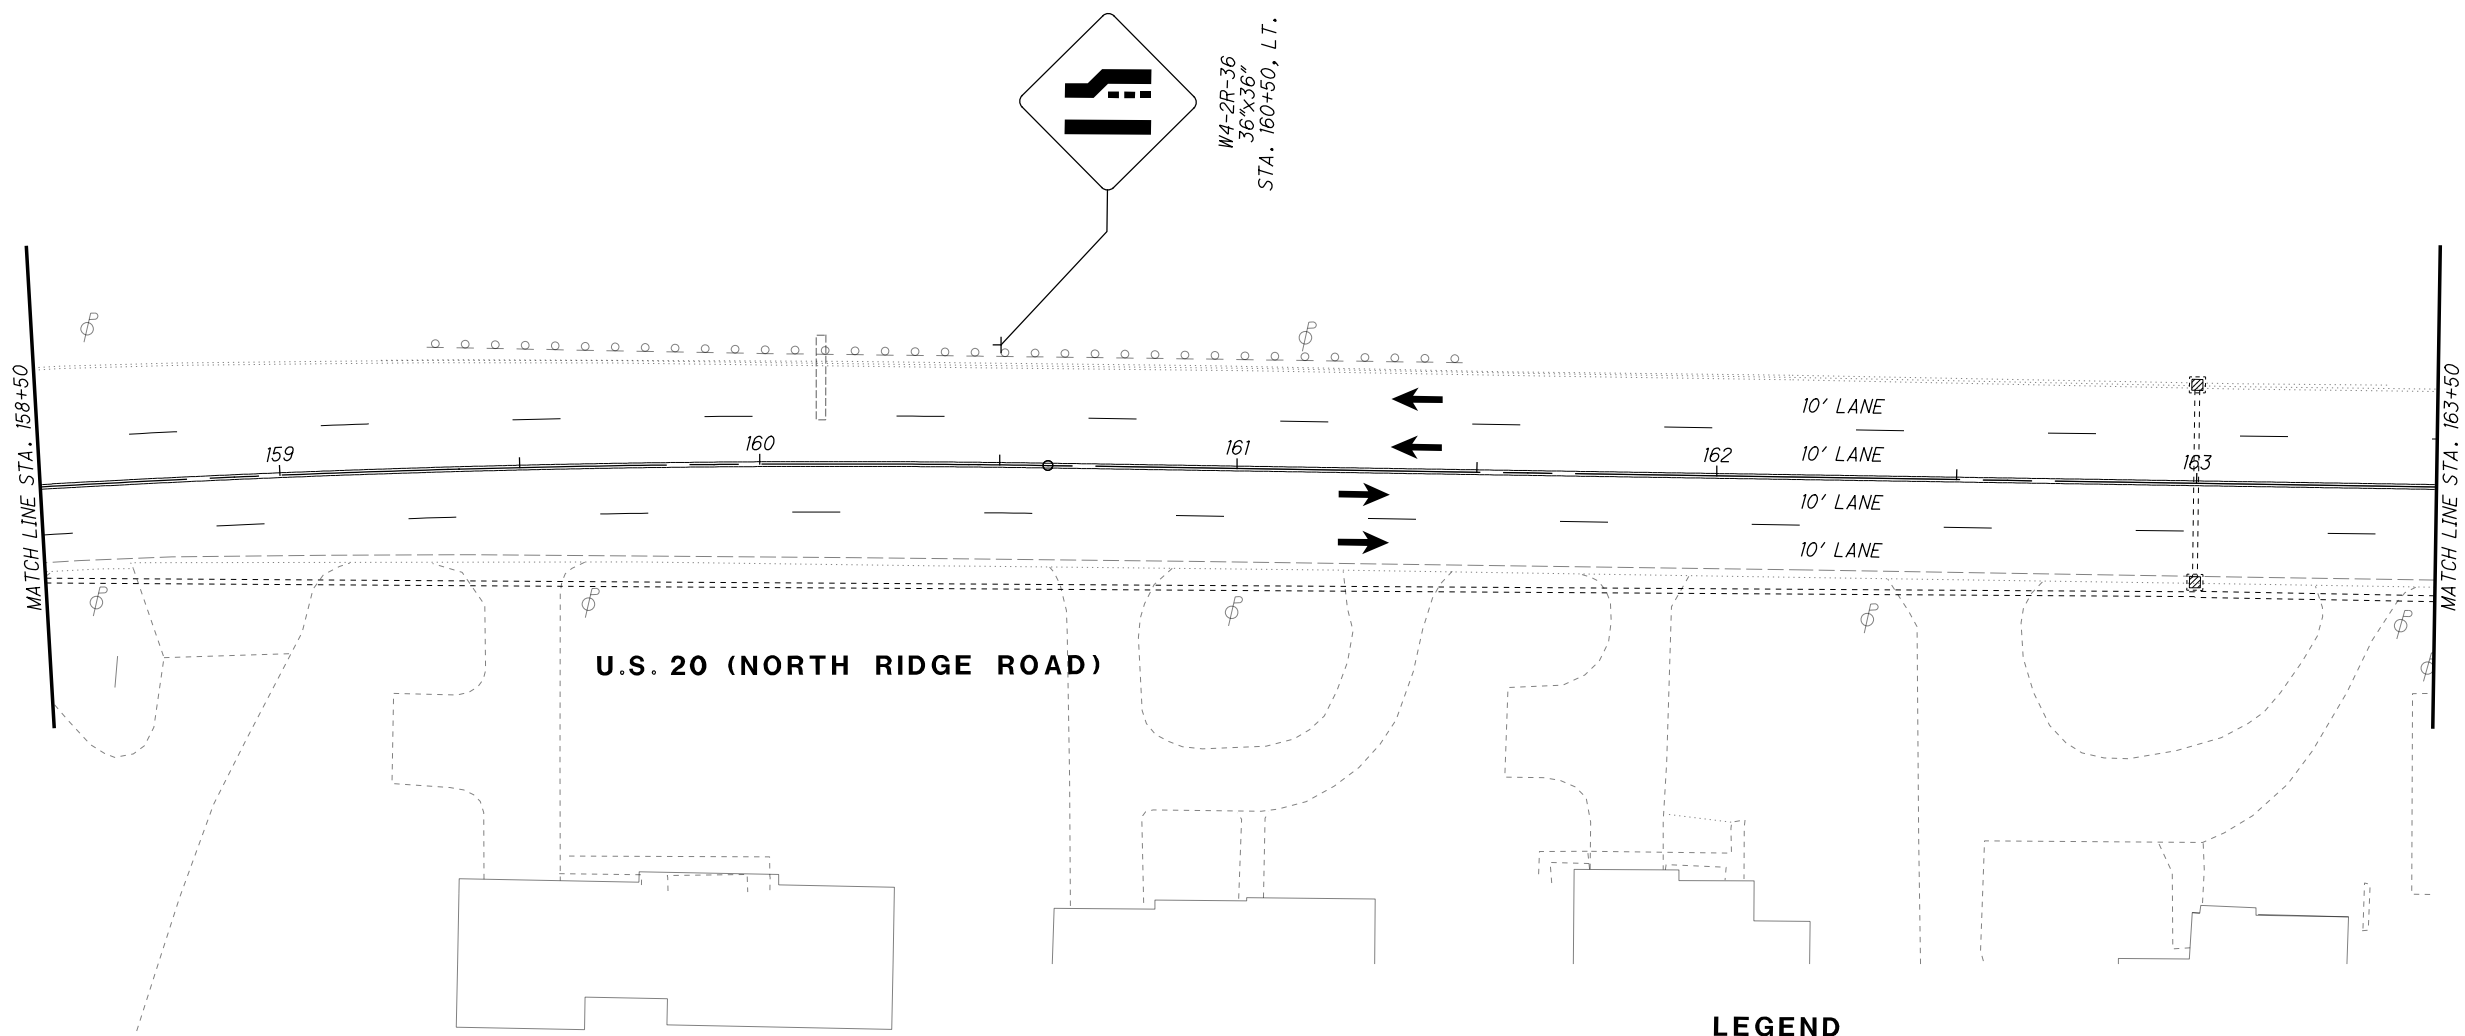 W4-2R-36
36"x36"
STA. 160+50, LT.
MATCH LINE STA. 158+50
MATCH LINE STA. 163+50
159
160
161
162
163
10' LANE
10' LANE
10' LANE
10' LANE
U.S. 20 (NORTH RIDGE ROAD)
LEGEND